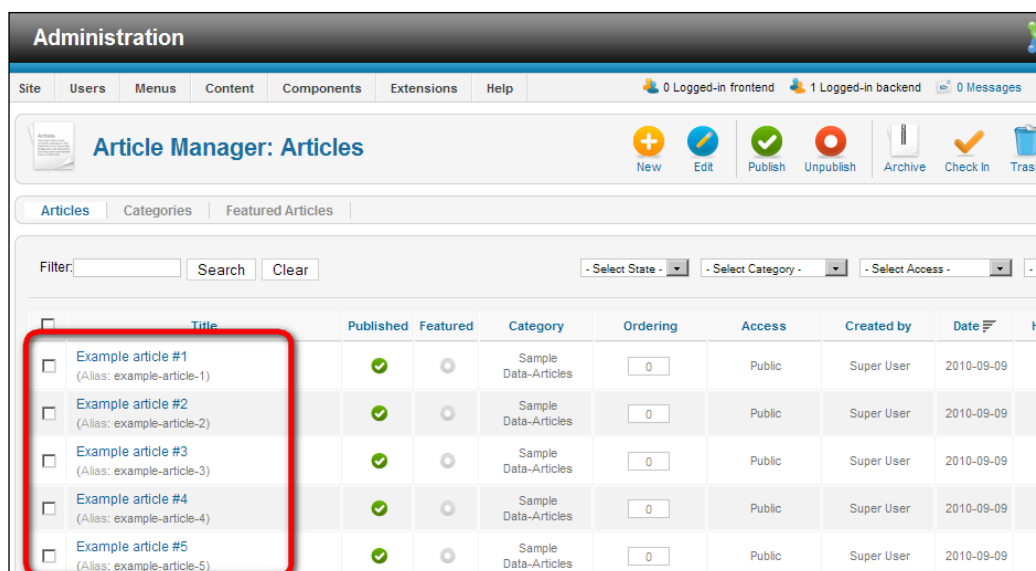 Administration
Site Users Menus Content Components Extensions Help 0 Logged-in frontend 1 Logged-in backend 0 Messages
Article Manager: Articles
New Edit Publish Unpublish Archive Check In Tras
Articles Categories Featured Articles
Filter: Search Clear - Select State - - Select Category - - Select Access - -
Title Published Featured Category Ordering Access Created by Date H
Example article #1
(Alias: example-article-1)
Sample
Data-Articles
0 Public Super User 2010-09-09
Example article #2
(Alias: example-article-2)
Sample
Data-Articles
0 Public Super User 2010-09-09
Example article #3
(Alias: example-article-3)
Sample
Data-Articles
0 Public Super User 2010-09-09
Example article #4
(Alias: example-article-4)
Sample
Data-Articles
0 Public Super User 2010-09-09
Example article #5
(Alias: example-article-5)
Sample
Data-Articles
0 Public Super User 2010-09-09